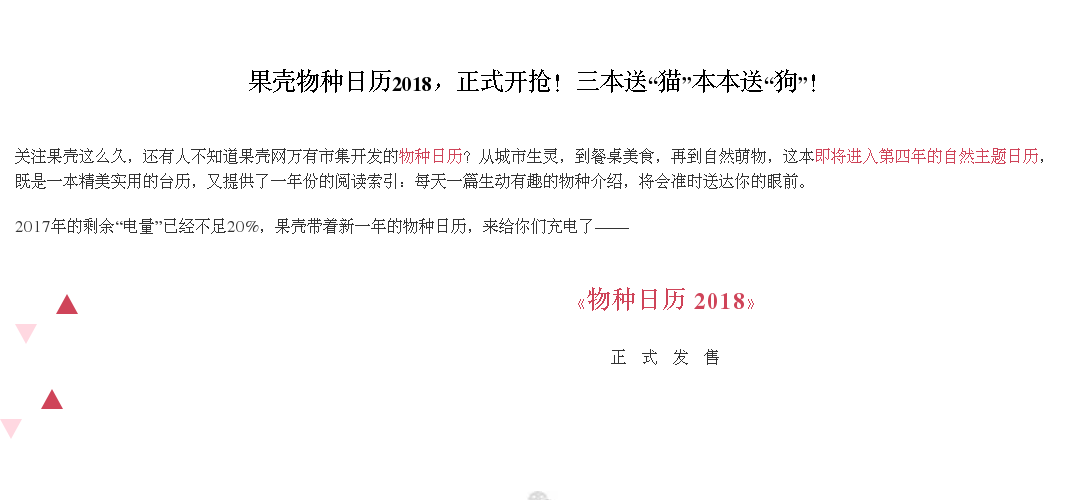 果壳物种日历2018，正式开抢！三本送“猫”本本送“狗”！
关注果壳这么久，还有人不知道果壳网万有市集开发的物种日历？从城市生灵，到餐桌美食，再到自然萌物，这本即将进入第四年的自然主题日历，
既是一本精美实用的台历，又提供了一年份的阅读索引：每天一篇生动有趣的物种介绍，将会准时送达你的眼前。
2017年的剩余“电量”已经不足20%，果壳带着新一年的物种日历，来给你们充电了——
《物种日历 2018》
正 式 发 售